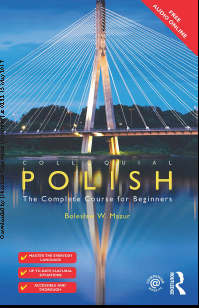 FREE
AUDIO ONLINE
COLLOQUIAL
POLISH
The Complete Course for Beginners
Bolesław W. Mazur
MASTER THE EVERYDAY
LANGUAGE
UP-TO-DATE CULTURAL
SITUATIONS
ACCESSIBLE AND
THOROUGH
ROUTLEDGE